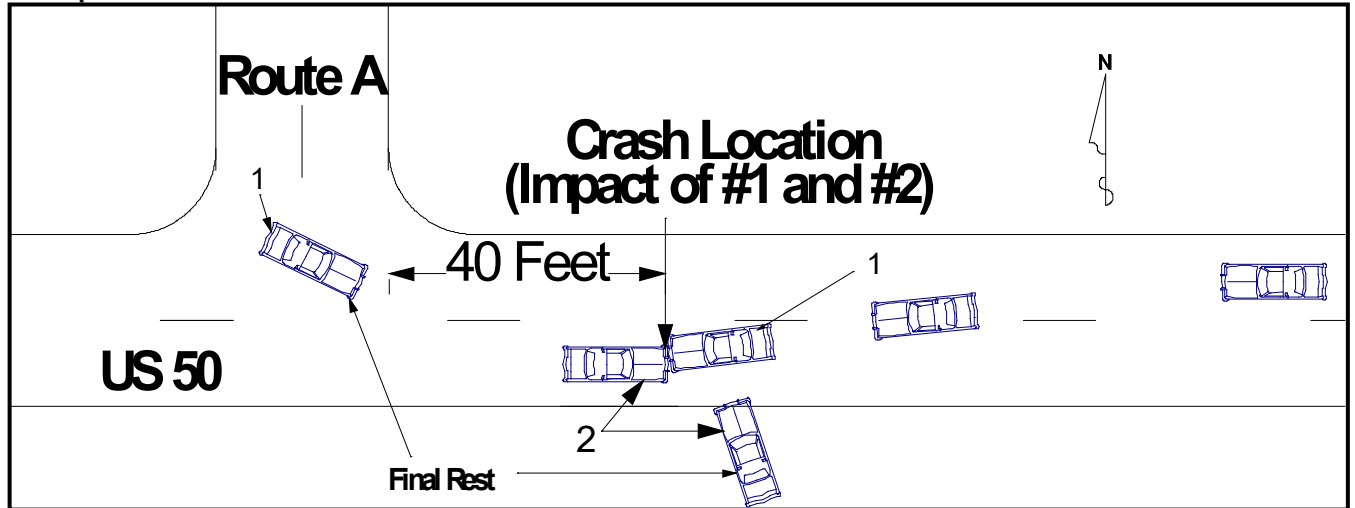 Route A
N
Crash Location
(Impact of #1 and #2)
1
40 Feet
1
US 50
2
Final Rest